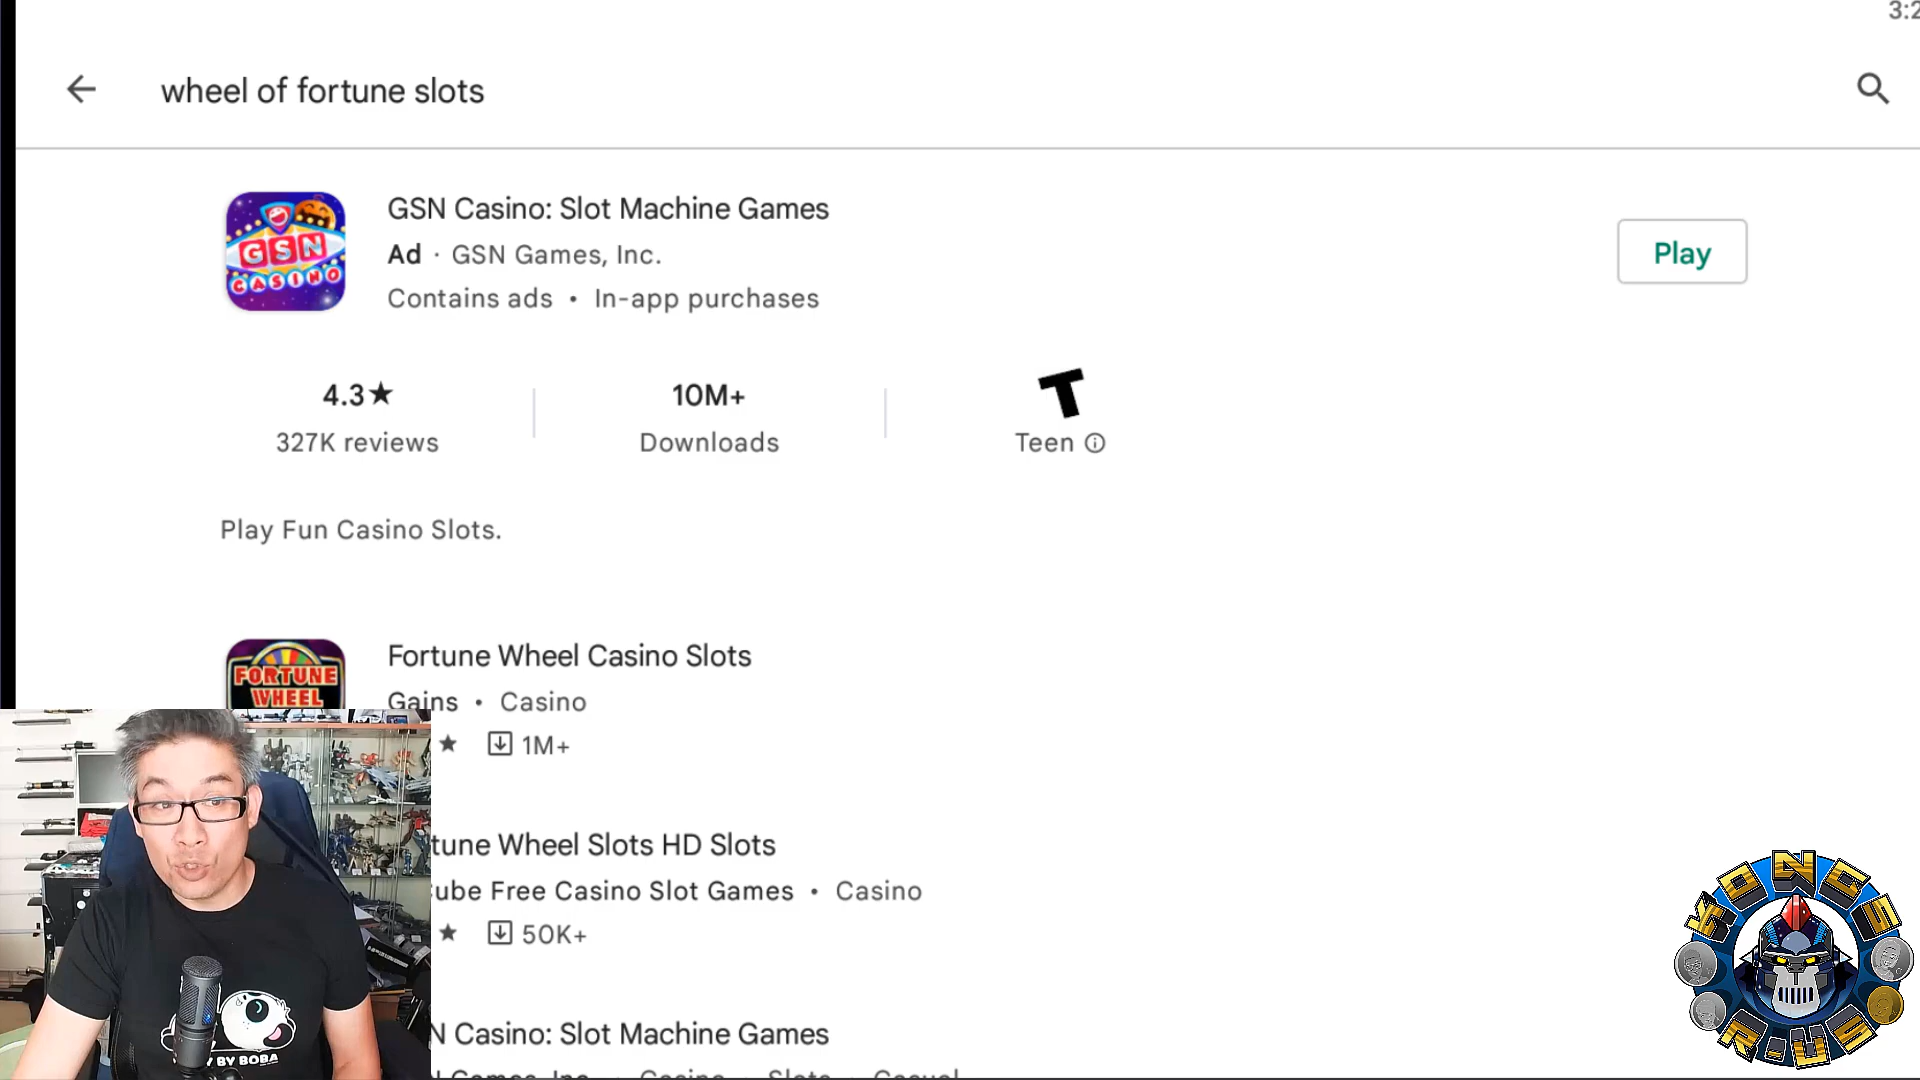 wheel of fortune slots
GSN Casino: Slot Machine Games
Ad · GSN Games, Inc.
Contains ads • In-app purchases
Play
GSN
CASINO
4.3★
327K reviews
10M+
Downloads
T
Teen
Play Fun Casino Slots.
FORTUNE
WHEEL
Fortune Wheel Casino Slots
Gains • Casino
★ 1M+
tune Wheel Slots HD Slots
ube Free Casino Slot Games • Casino
★ 50K+
N Casino: Slot Machine Games
BY BOBA
YONGS
R-US